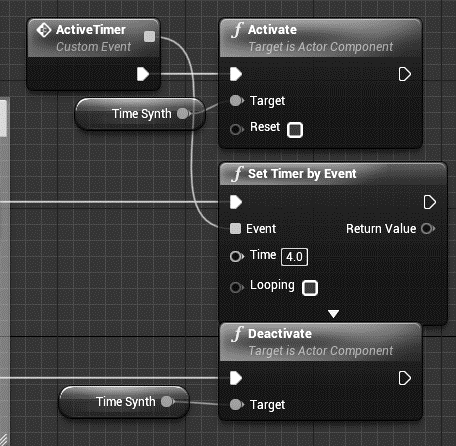 ActiveTimer
Custom Event
Time Synth
f Activate
Target is Actor Component
Target
Reset
f Set Timer by Event
Event Return Value
Time 4.0
Looping
f Deactivate
Target is Actor Component
Time Synth
Target